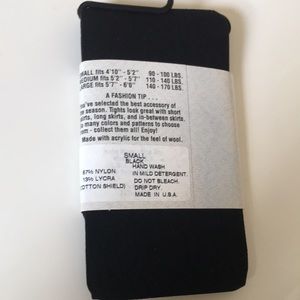 SMALL fits 4'10" - 5'2" 90 - 100 LBS.
MEDIUM fits 5'2" - 5'7" 110 - 140 LBS.
LARGE fits 5'7" - 6'0" 140 - 170 LBS.
A FASHION TIP . . .
You've selected the best accessory of
season. Tights look great with short
skirts, long skirts, and in-between skirts.
many colors and patterns to choose
from - collect them all! Enjoy!
Made with acrylic for the feel of wool.
SMALL
BLACK
HAND WASH
87% NYLON IN MILD DETERGENT.
13% LYCRA DO NOT BLEACH.
(COTTON SHIELD) DRIP DRY.
MADE IN U.S.A.